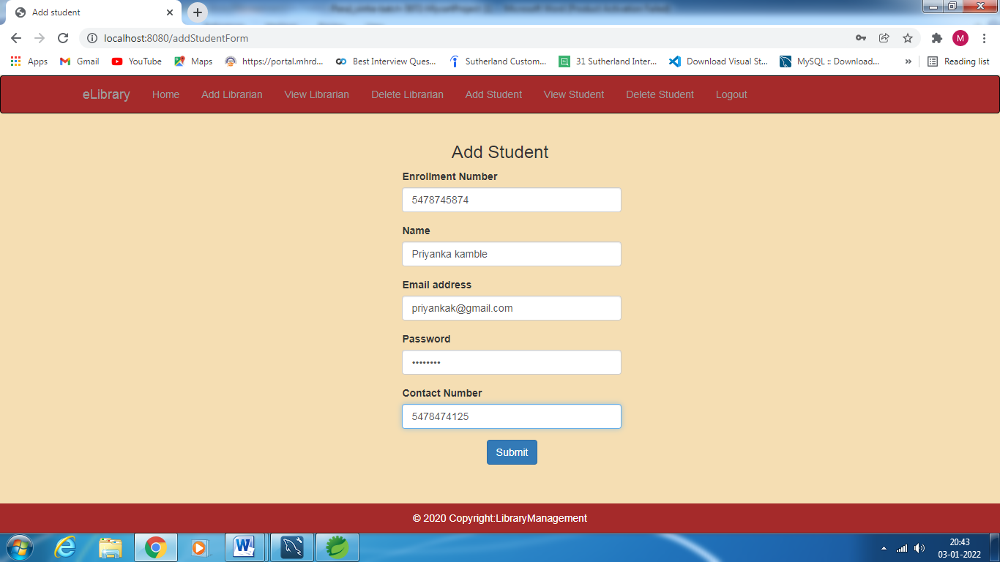 Add student
localhost:8080/addStudentForm
M
Apps Gmail YouTube Maps https://portal.mhrd... Best Interview Ques... Sutherland Custom... 31 Sutherland Inter... Download Visual St... MySQL :: Download... » Reading list
eLibrary Home Add Librarian View Librarian Delete Librarian Add Student View Student Delete Student Logout
Add Student
Enrollment Number
5478745874
Name
Priyanka kamble
Email address
priyankak@gmail.com
Password
••••••••
Contact Number
5478474125
Submit
© 2020 Copyright:LibraryManagement
20:43
03-01-2022